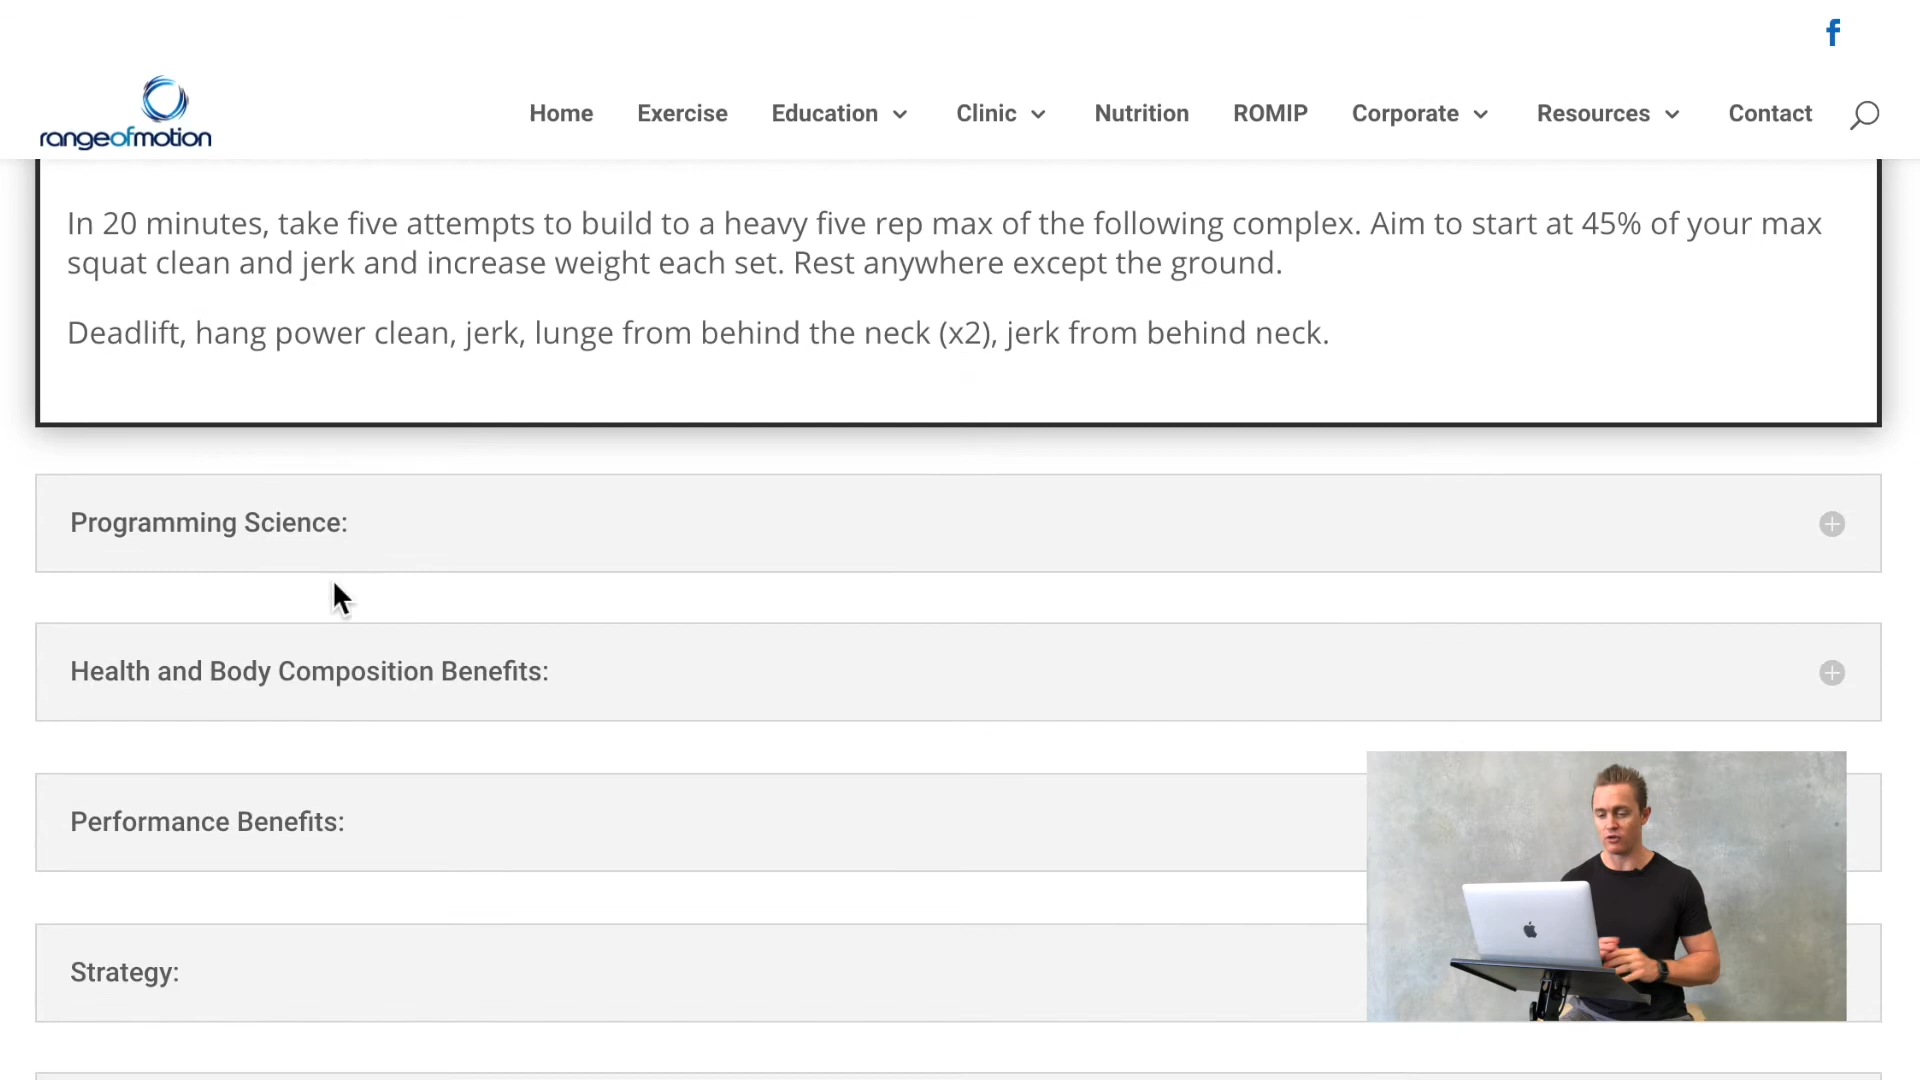 rangeofmotion
Home Exercise Education Clinic Nutrition ROMIP Corporate Resources Contact
In 20 minutes, take five attempts to build to a heavy five rep max of the following complex. Aim to start at 45% of your max
squat clean and jerk and increase weight each set. Rest anywhere except the ground.
Deadlift, hang power clean, jerk, lunge from behind the neck (x2), jerk from behind neck.
Programming Science:
Health and Body Composition Benefits:
Performance Benefits:
Strategy: